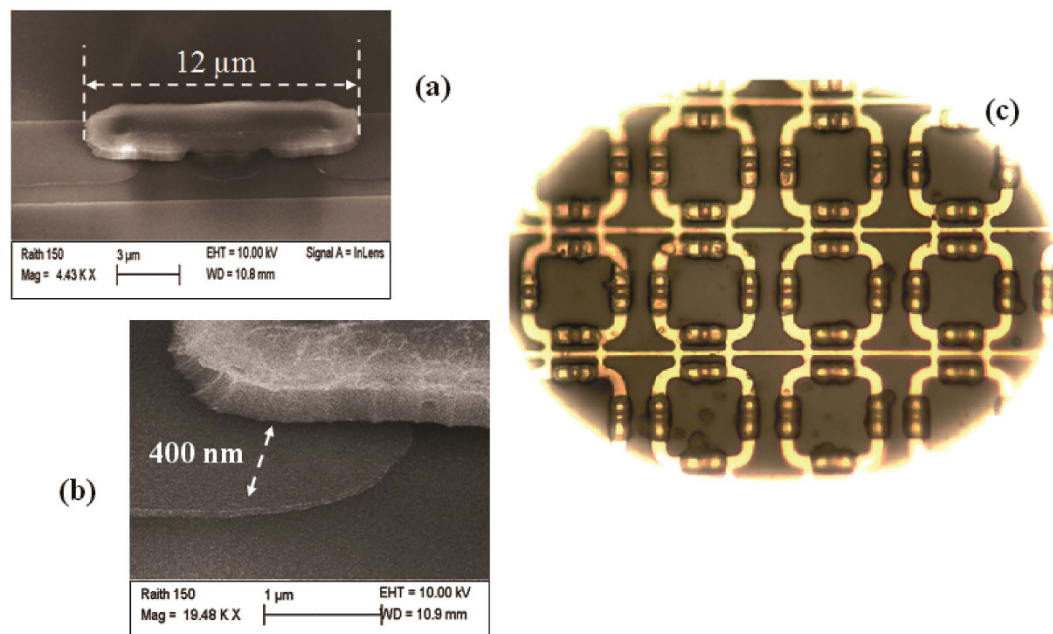 12 µm
(a)
Raith 150
Mag = 4.43 K X
3 µm
EHT = 10.00 kV
WD = 10.8 mm
Signal A = InLens
(c)
400 nm
(b)
Raith 150
Mag = 19.48 K X
1 µm
EHT = 10.00 kV
WD = 10.9 mm